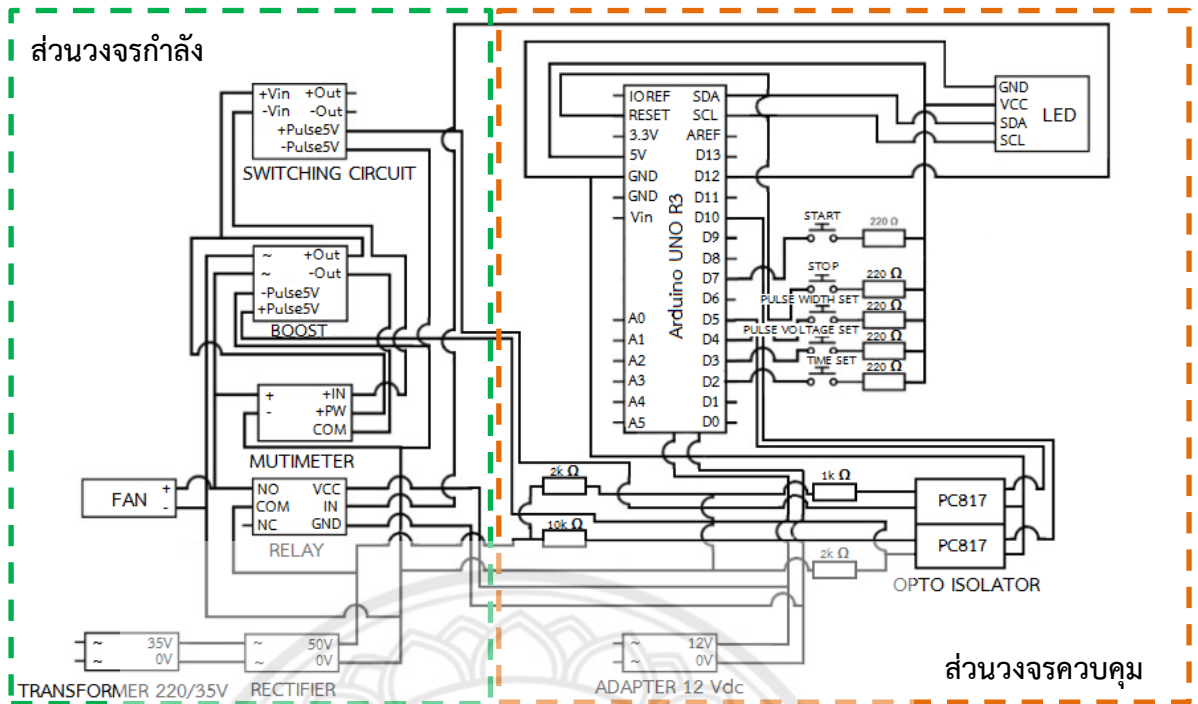 ส่วนวงจรกำลัง
+Vin +Out
-Vin -Out
+Pulse5V
-Pulse5V
SWITCHING CIRCUIT
~ +Out
~ -Out
-Pulse5V
+Pulse5V
BOOST
+ +IN
- +PW
COM
MUTIMETER
FAN + -
NO VCC
COM IN
NC GND
RELAY
~ 35V
~ 0V
TRANSFORMER 220/35V
~ 50V
~ 0V
RECTIFIER
IOREF SDA
RESET SCL
3.3V AREF
5V D13
GND D12
GND D11
Vin D10
D9
D8
D7
D6
A0 D5
A1 D4
A2 D3
A3 D2
A4 D1
A5 D0
Arduino UNO R3
GND
VCC
SDA
SCL
LED
START
220 Ω
STOP
220 Ω
PULSE WIDTH SET
220 Ω
PULSE VOLTAGE SET
220 Ω
TIME SET
220 Ω
2k Ω
1k Ω
10k Ω
2k Ω
PC817
PC817
OPTO ISOLATOR
~ 12V
~ 0V
ADAPTER 12 Vdc
ส่วนวงจรควบคุม